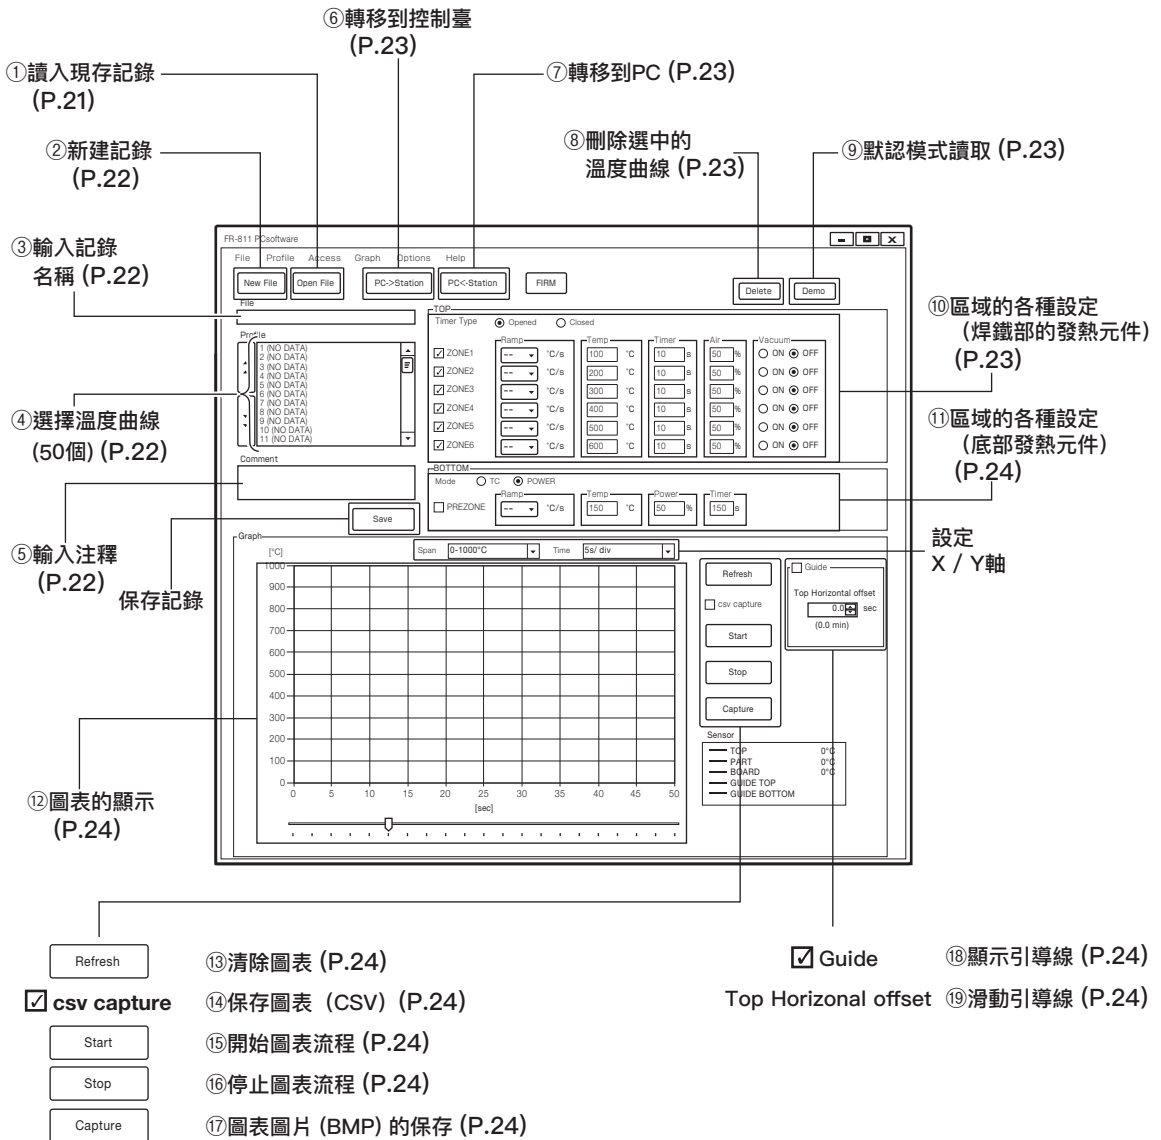 ⑥轉移到控制臺
(P.23)
①讀入現存記錄
(P.21)
⑦轉移到PC (P.23)
②新建記錄
(P.22)
⑧刪除選中的
溫度曲線 (P.23)
⑨默認模式讀取 (P.23)
③輸入記錄
名稱 (P.22)
④選擇溫度曲線
(50個) (P.22)
⑤輸入注釋
(P.22)
保存記錄
⑫圖表的顯示
(P.24)
FR-811 PCsoftware
File Profile Access Graph Options Help
New File Open File PC->Station PC<-Station FIRM Delete Demo
File
Profile
1 (NO DATA)
2 (NO DATA)
3 (NO DATA)
4 (NO DATA)
5 (NO DATA)
6 (NO DATA)
7 (NO DATA)
8 (NO DATA)
9 (NO DATA)
10 (NO DATA)
11 (NO DATA)
Comment
Save
TOP
Timer Type Opened Closed
Ramp Temp Timer Air Vacuum
ZONE1 -- °C/s 100 °C 10 s 50 % ON OFF
ZONE2 -- °C/s 200 °C 10 s 50 % ON OFF
ZONE3 -- °C/s 300 °C 10 s 50 % ON OFF
ZONE4 -- °C/s 400 °C 10 s 50 % ON OFF
ZONE5 -- °C/s 500 °C 10 s 50 % ON OFF
ZONE6 -- °C/s 600 °C 10 s 50 % ON OFF
BOTTOM
Mode TC POWER
Ramp Temp Power Timer
PREZONE -- °C/s 150 °C 50 % 150 s
⑩區域的各種設定
(焊鐵部的發熱元件)
(P.23)
⑪區域的各種設定
(底部發熱元件)
(P.24)
設定
X / Y軸
Graph
Span 0-1000°C Time 5s/ div
[°C]
1000
900
800
700
600
500
400
300
200
100
0
0 5 10 15 20 25 30 35 40 45 50
[sec]
Refresh
csv capture
Start
Stop
Capture
Guide
Top Horizontal offset
0.0 sec
(0.0 min)
Sensor
TOP 0°C
PART 0°C
BOARD 0°C
GUIDE TOP
GUIDE BOTTOM
Refresh ⑬清除圖表 (P.24)
csv capture ⑭保存圖表 (CSV) (P.24)
Start ⑮開始圖表流程 (P.24)
Stop ⑯停止圖表流程 (P.24)
Capture ⑰圖表圖片 (BMP) 的保存 (P.24)
Guide ⑱顯示引導線 (P.24)
Top Horizonal offset ⑲滑動引導線 (P.24)